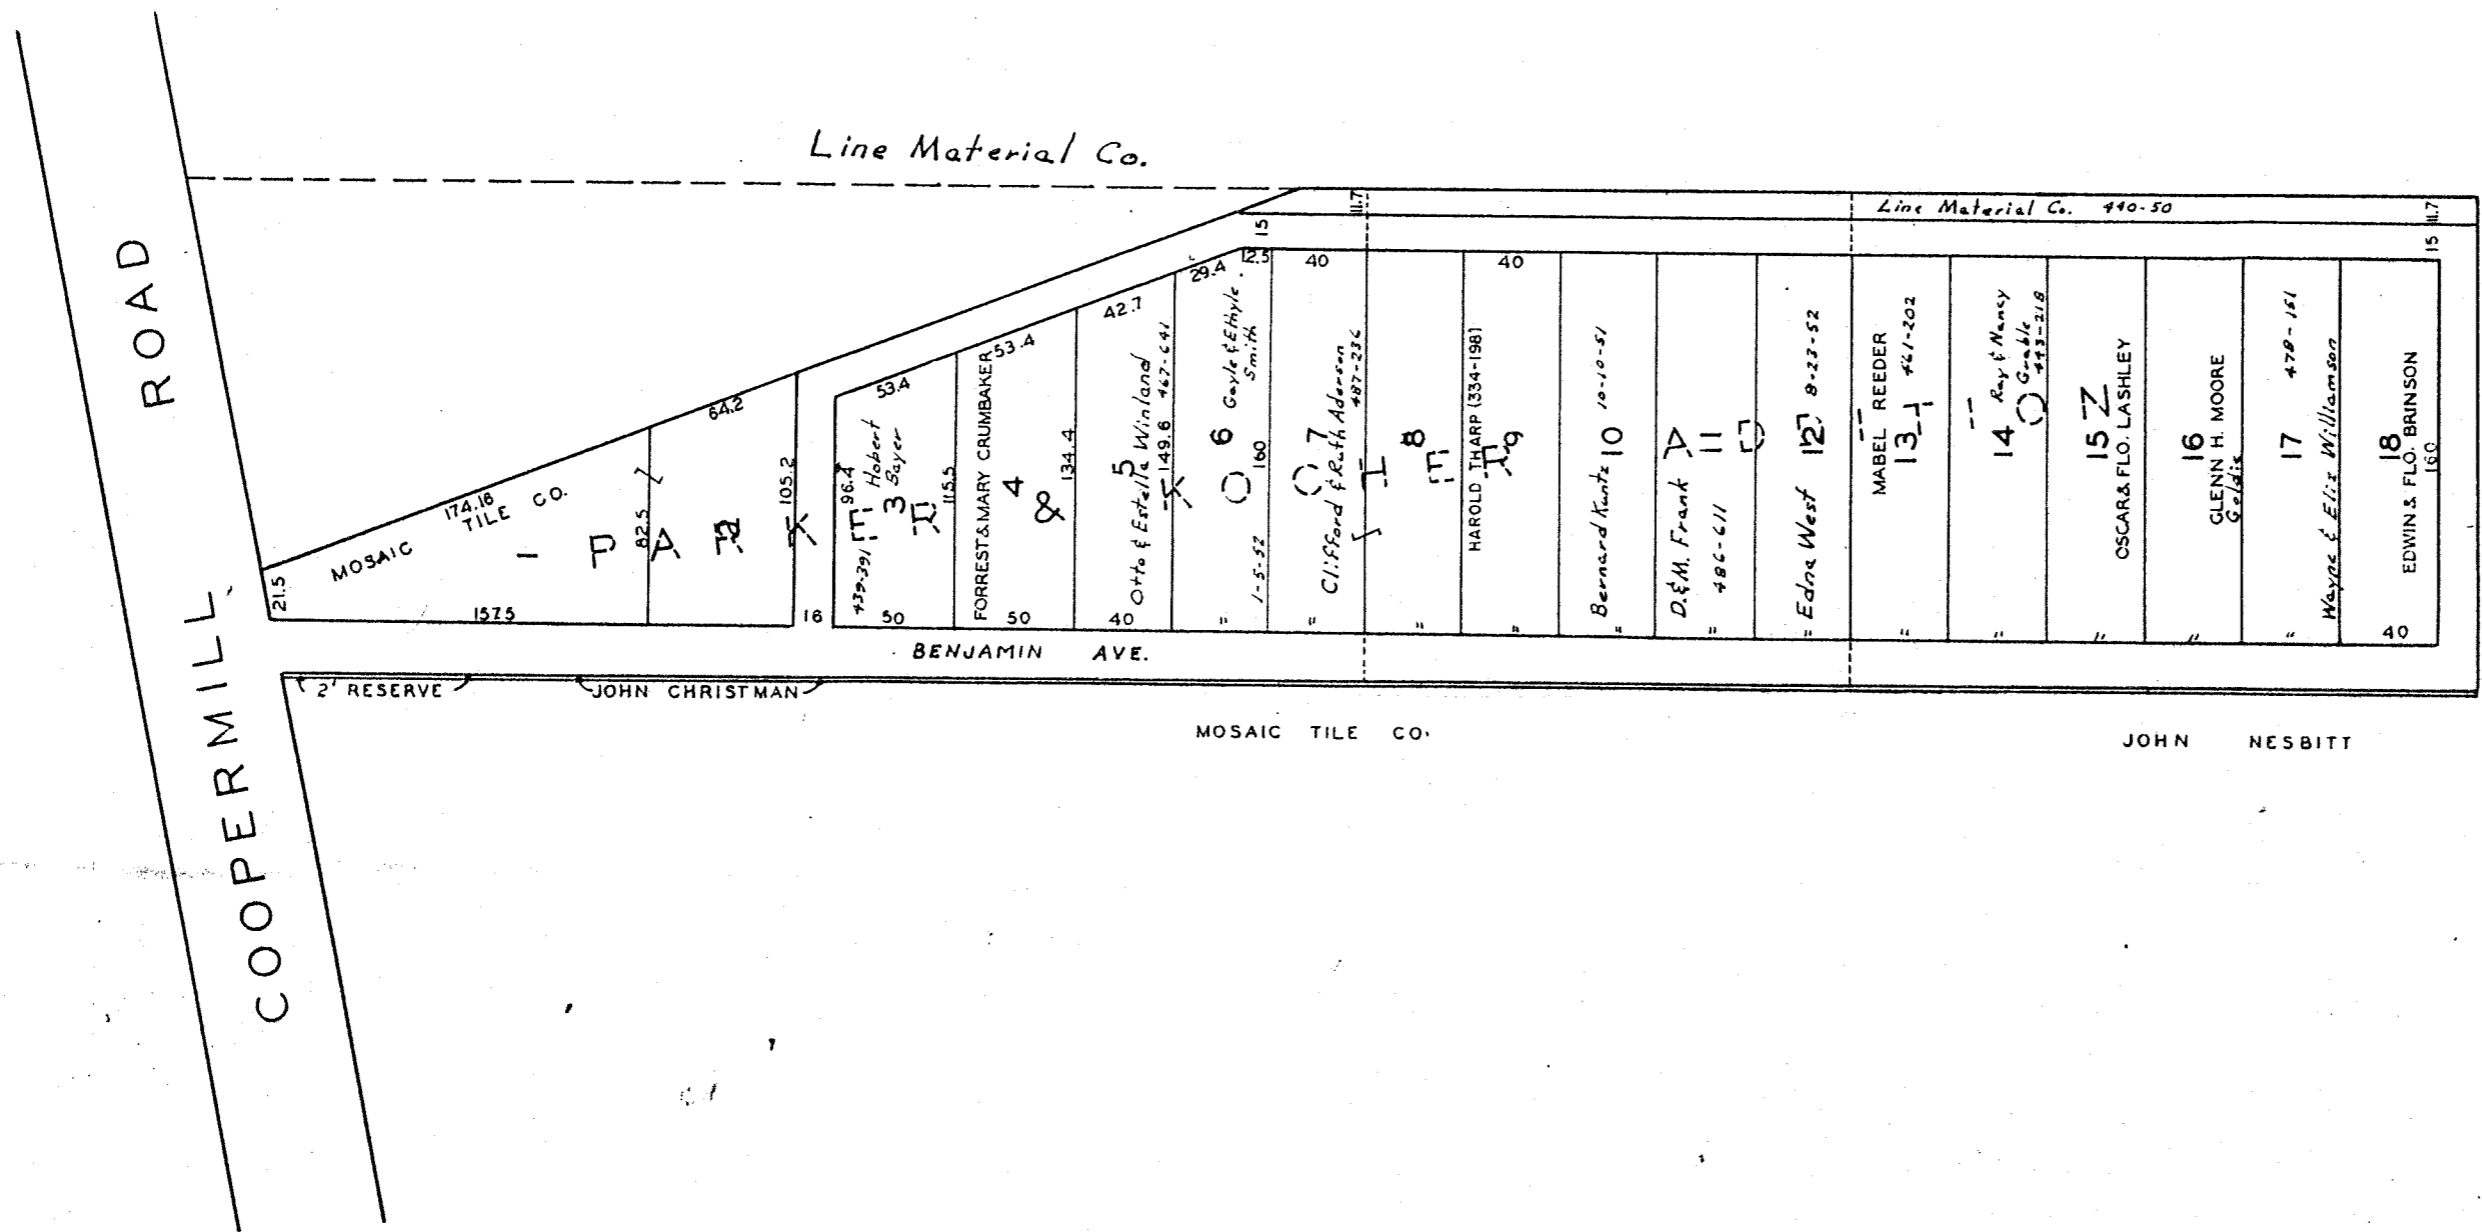 Line Material Co.
ROAD
COOPERMILL
Line Material Co. 440-50
11.7
11.7
15
15
174.16
MOSAIC TILE CO.
21.5
157.5
64.2
82.5
105.2
16
PARKER & KOHLER ADDITION
53.4
96.4
Hobert
Bayer
3
115.5
439-391
50
53.4
FORREST & MARY CRUMBAKER
4
134.4
50
42.7
Otto & Estella Winland
5
149.6 467-641
40
29.4
12.5
Gayle & Ethyle
Smith
6
160
1-5-52
"
40
7
Clifford & Ruth Aderson
487-236
"
8
"
40
HAROLD THARP (334-198)
9
"
10
Bernard Kuntz 10-10-51
"
11
D. & M. Frank
486-611
"
12
Edna West 8-23-52
"
MABEL REEDER
13
461-202
"
14
Ray & Nancy
Grable
443-218
"
15
OSCAR & FLO. LASHLEY
"
16
GLENN H. MOORE
Goldie
"
17
478-151
Wayne & Eliz Williamson
"
18
EDWIN & FLO. BRINSON
160
40
BENJAMIN AVE.
2' RESERVE
JOHN CHRISTMAN
MOSAIC TILE CO.
JOHN NESBITT